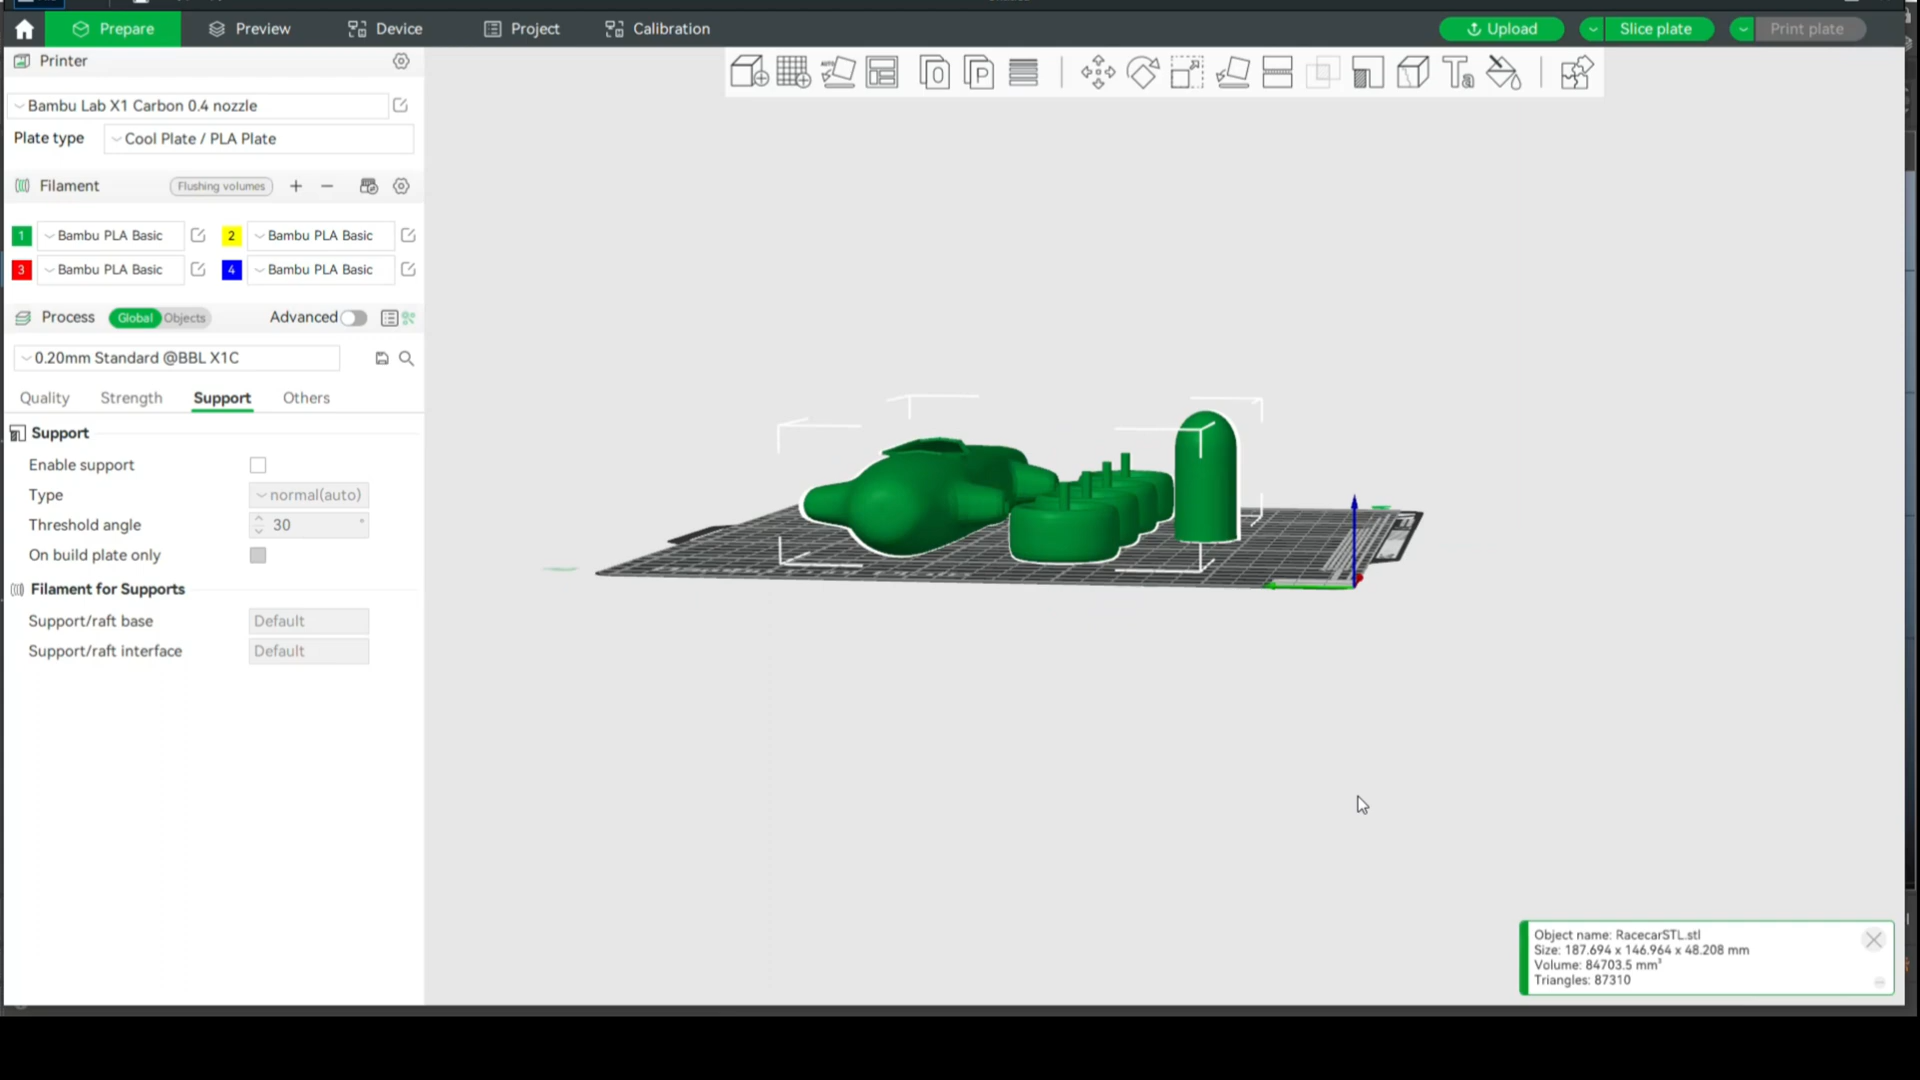 Prepare
Preview
Device
Project
Calibration
Upload
Slice plate
Print plate
Printer
Bambu Lab X1 Carbon 0.4 nozzle
Plate type
Cool Plate / PLA Plate
Filament
Flushing volumes
1 Bambu PLA Basic
2 Bambu PLA Basic
3 Bambu PLA Basic
4 Bambu PLA Basic
Process
Global
Objects
Advanced
0.20mm Standard @BBL X1C
Quality
Strength
Support
Others
Support
Enable support
Type
normal(auto)
Threshold angle
30 °
On build plate only
Filament for Supports
Support/raft base
Default
Support/raft interface
Default
Object name: RacecarSTL.stl
Size: 187.694 x 146.964 x 48.208 mm
Volume: 84703.5 mm³
Triangles: 87310